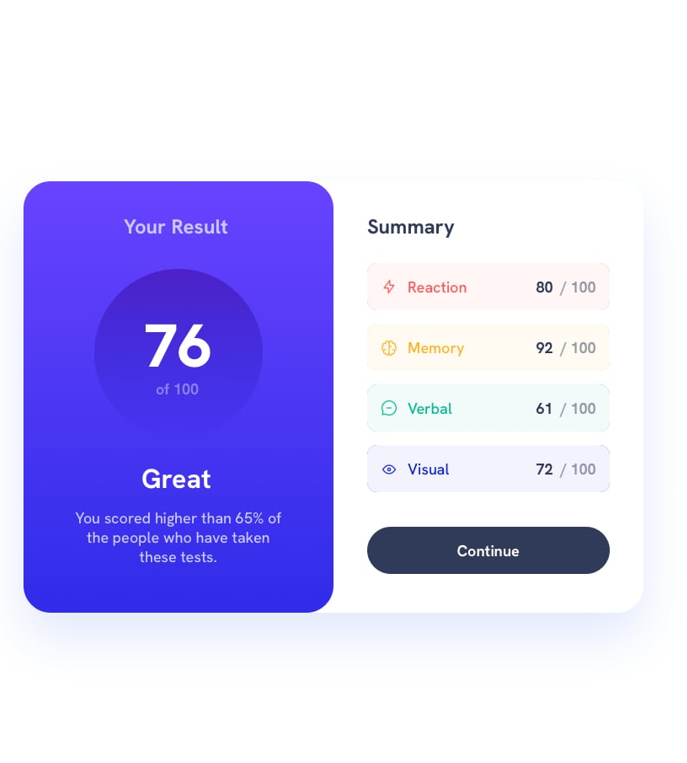 Your Result
76
of 100
Great
You scored higher than 65% of
the people who have taken
these tests.
Summary
Reaction 80 / 100
Memory 92 / 100
Verbal 61 / 100
Visual 72 / 100
Continue